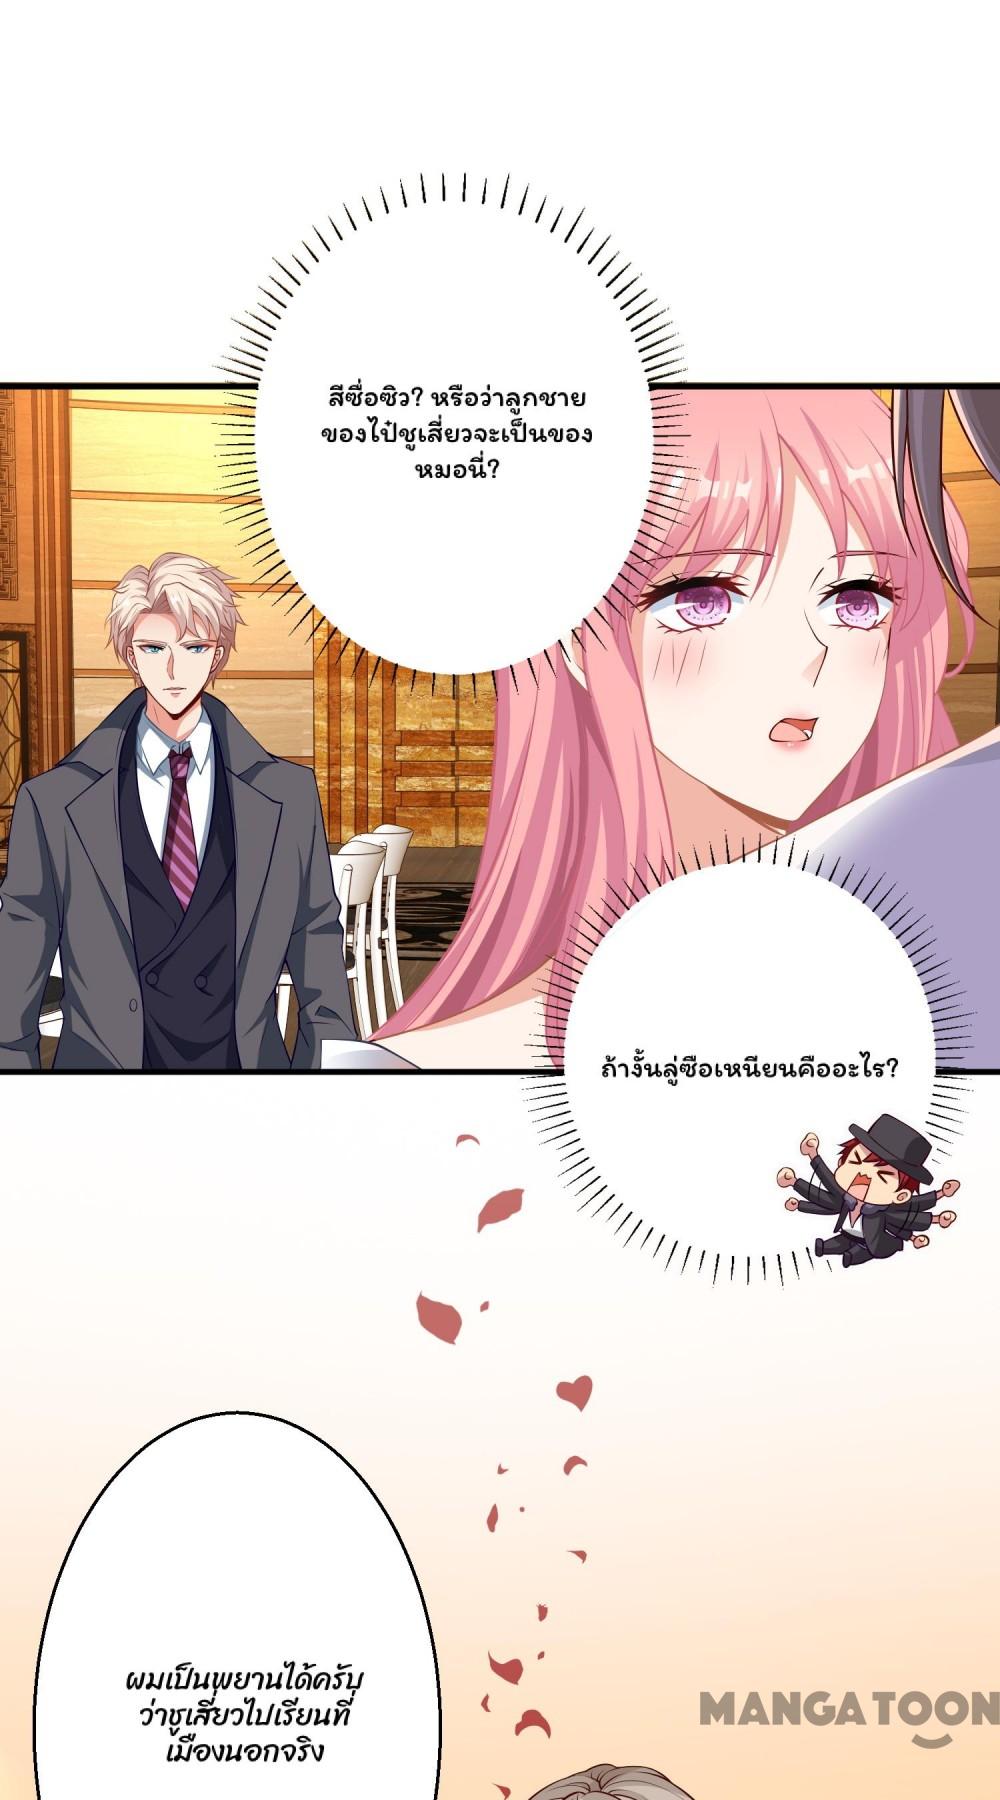 สีซื่อซิว? หรือว่าลูกชาย
ของไป๋ชูเสี่ยวจะเป็นของ
หมอนี่?
ถ้างั้นลู่ซือเหนียนคืออะไร?
ผมเป็นพยานได้ครับ
ว่าชูเสี่ยวไปเรียนที่
เมืองนอกจริง
MANGATOON